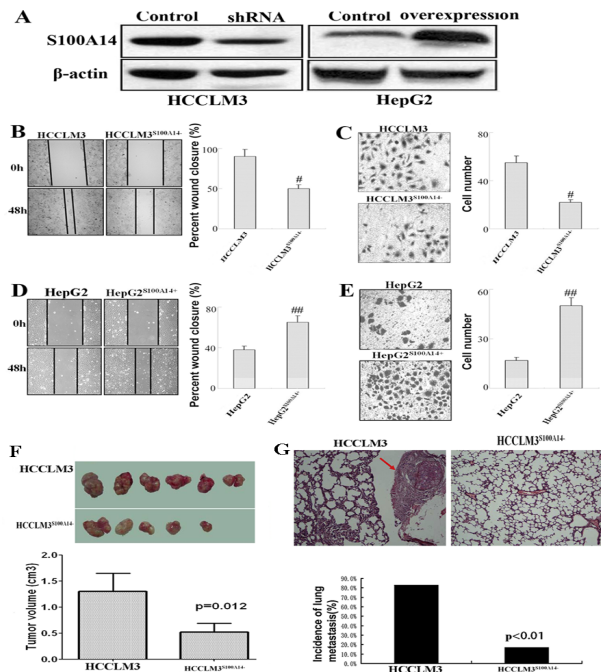 A
Control shRNA Control overexpression
S100A14
β-actin
HCCLM3 HepG2
B
HCCLM3 HCCLM3S100A14-
0h
48h
Percent wound closure (%)
100
50
0
#
HCCLM3 HCCLM3S100A14-
C
HCCLM3
HCCLM3S100A14-
Cell number
80
40
0
#
HCCLM3 HCCLM3S100A14-
D
HepG2 HepG2S100A14+
0h
48h
Percent wound closure (%)
80
40
0
##
HepG2 HepG2S100A14+
E
HepG2
HepG2S100A14+
Cell number
60
30
0
##
HepG2 HepG2S100A14+
F
HCCLM3
HCCLM3S100A14-
Tumor volume (cm3)
2.0
1.5
1.0
0.5
0.0
p=0.012
HCCLM3 HCCLM3S100A14-
G
HCCLM3 HCCLM3S100A14-
Incidence of lung
metastasis(%)
90.0%
80.0%
70.0%
60.0%
50.0%
40.0%
30.0%
20.0%
10.0%
0.0%
p<0.01
HCCLM3 HCCLM3S100A14-